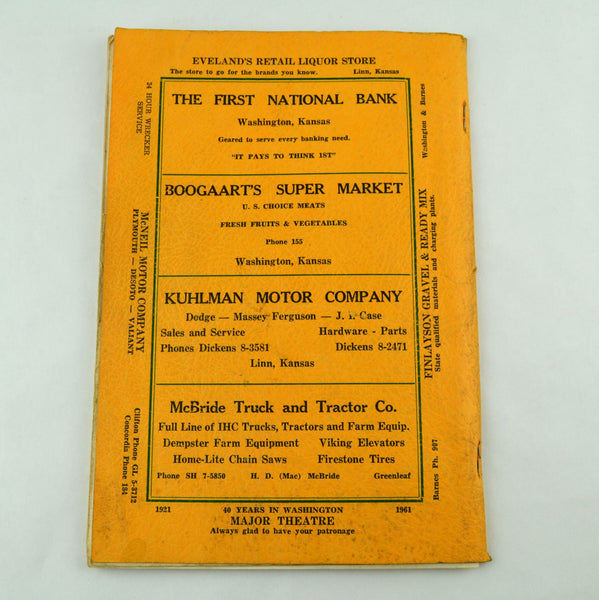 EVELAND'S RETAIL LIQUOR STORE
The store to go for the brands you know. Linn, Kansas
THE FIRST NATIONAL BANK
Washington, Kansas
Geared to serve every banking need.
"IT PAYS TO THINK 1ST"
BOOGAART'S SUPER MARKET
U. S. CHOICE MEATS
FRESH FRUITS & VEGETABLES
Phone 155
Washington, Kansas
KUHLMAN MOTOR COMPANY
Dodge — Massey Ferguson — J. I. Case
Sales and Service Hardware - Parts
Phones Dickens 8-3581 Dickens 8-2471
Linn, Kansas
McBride Truck and Tractor Co.
Full Line of IHC Trucks, Tractors and Farm Equip.
Dempster Farm Equipment Viking Elevators
Home-Lite Chain Saws Firestone Tires
Phone SH 7-5850 H. D. (Mac) McBride Greenleaf
1921 40 YEARS IN WASHINGTON 1961
MAJOR THEATRE
Always glad to have your patronage
24 HOUR WRECKER
SERVICE
McNEIL MOTOR COMPANY
PLYMOUTH — DESOTO — VALIANT
Clifton Phone GL 5-3712
Concordia Phone 184
Washington & Barnes
FINLAYSON GRAVEL & READY MIX
State qualified materials and charging plants.
Barnes Ph. 907